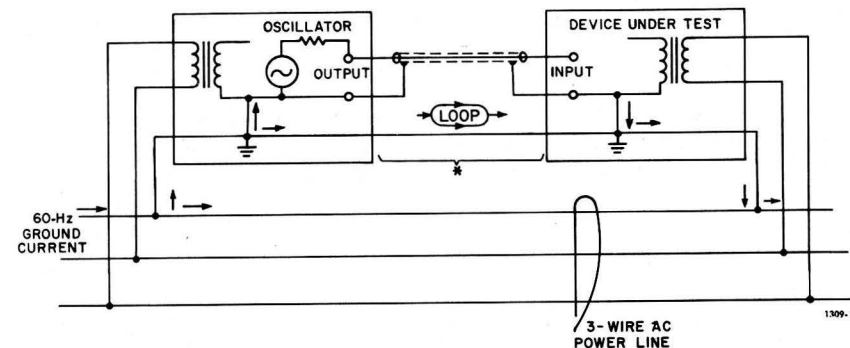 OSCILLATOR
OUTPUT
DEVICE UNDER TEST
INPUT
LOOP
*
60-Hz
GROUND
CURRENT
3-WIRE AC
POWER LINE
1309-